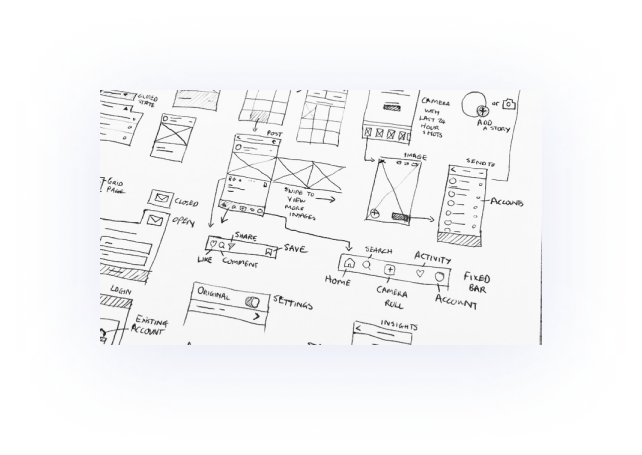 CLOSED
STATE
CAMERA
WITH
LAST 24
HOUR
SHOTS
or
ADD
A STORY
POST
IMAGE
SEND TO
GRID
PAGE
CLOSED
OPEN
SWIPE TO
VIEW
MORE
IMAGES
ACCOUNTS
SHARE
SAVE
LIKE
COMMENT
SEARCH
ACTIVITY
HOME
CAMERA
ROLL
ACCOUNT
FIXED
BAR
LOGIN
ORIGINAL
SETTINGS
EXISTING
ACCOUNT
INSIGHTS